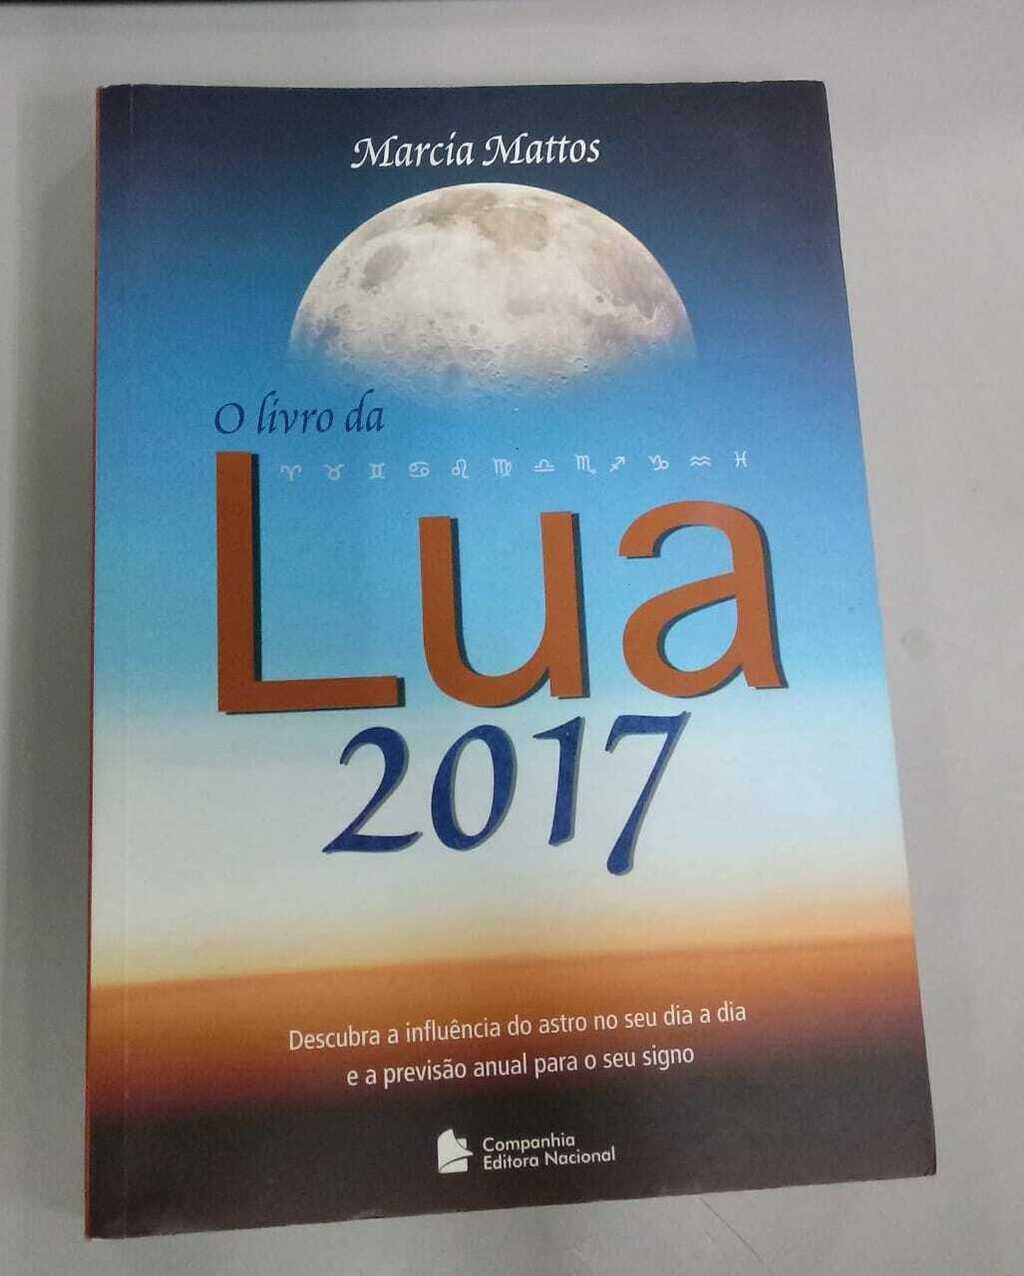 Marcia Mattos
O livro da
♈ ♉ ♊ ♋ ♌ ♍ ♎ ♏ ♐ ♑ ♒ ♓
Lua
2017
Descubra a influência do astro no seu dia a dia
e a previsão anual para o seu signo
Companhia
Editora Nacional